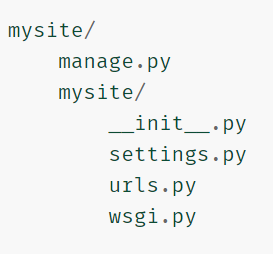 mysite/
    manage.py
    mysite/
        __init__.py
        settings.py
        urls.py
        wsgi.py